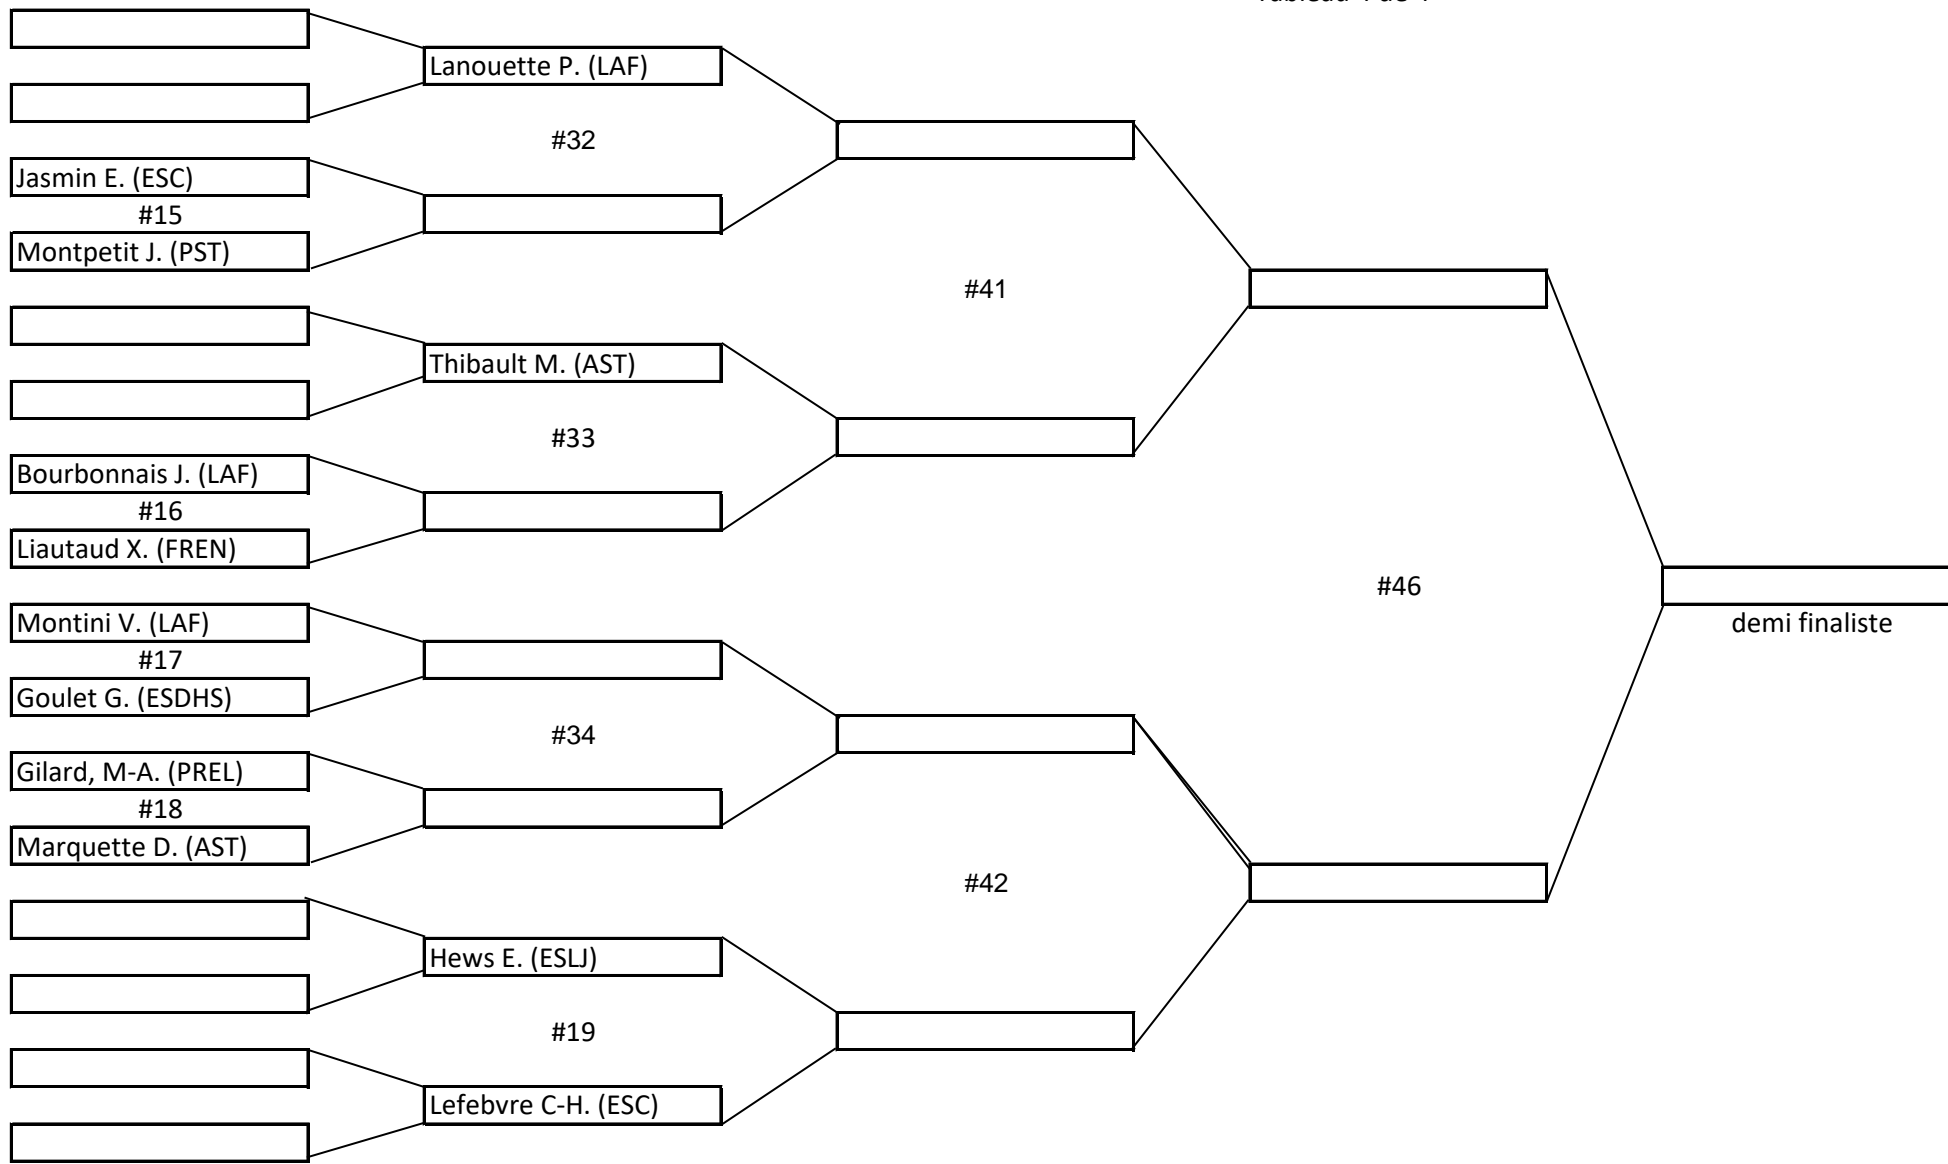 Lanouette P. (LAF)
#32
Jasmin E. (ESC)
#15
Montpetit J. (PST)
#41
Thibault M. (AST)
#33
Bourbonnais J. (LAF)
#16
Liautaud X. (FREN)
#46
Montini V. (LAF)
demi finaliste
#17
Goulet G. (ESDHS)
#34
Gilard, M-A. (PREL)
#18
Marquette D. (AST)
#42
Hews E. (ESLJ)
#19
Lefebvre C-H. (ESC)